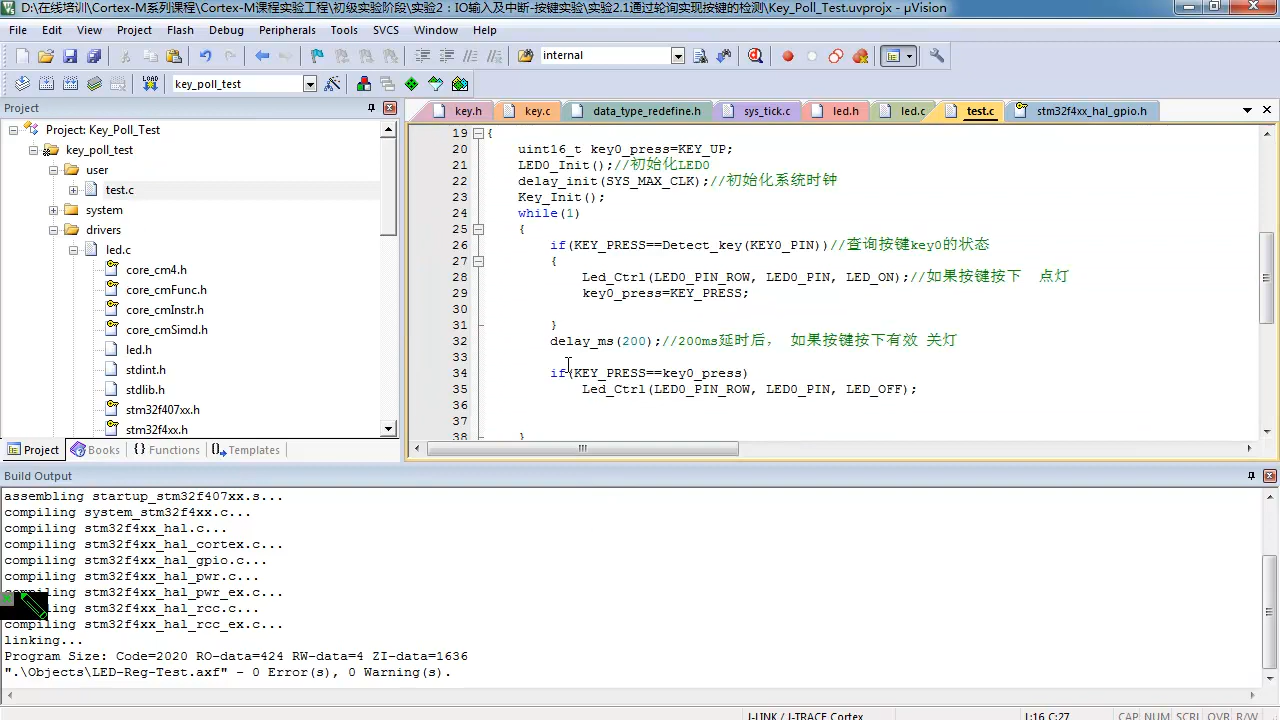 D:\在线培训\Cortex-M系列课程\Cortex-M课程实验工程\初级实验阶段\实验2：IO输入及中断-按键实验\实验2.1通过轮询实现按键的检测\Key_Poll_Test.uvprojx - µVision
File Edit View Project Flash Debug Peripherals Tools SVCS Window Help
internal
LOAD key_poll_test
Project
key.h key.c data_type_redefine.h sys_tick.c led.h led.c test.c stm32f4xx_hal_gpio.h
Project: Key_Poll_Test
key_poll_test
user
test.c
system
drivers
led.c
core_cm4.h
core_cmFunc.h
core_cmInstr.h
core_cmSimd.h
led.h
stdint.h
stdlib.h
stm32f407xx.h
stm32f4xx.h
19 {
20 uint16_t key0_press=KEY_UP;
21 LED0_Init();//初始化LED0
22 delay_init(SYS_MAX_CLK);//初始化系统时钟
23 Key_Init();
24 while(1)
25 {
26 if(KEY_PRESS==Detect_key(KEY0_PIN))//查询按键key0的状态
27 {
28 Led_Ctrl(LED0_PIN_ROW, LED0_PIN, LED_ON);//如果按键按下 点灯
29 key0_press=KEY_PRESS;
30
31 }
32 delay_ms(200);//200ms延时后， 如果按键按下有效 关灯
33
34 if(KEY_PRESS==key0_press)
35 Led_Ctrl(LED0_PIN_ROW, LED0_PIN, LED_OFF);
36
37
38 }
Project Books Functions Templates
Build Output
assembling startup_stm32f407xx.s...
compiling system_stm32f4xx.c...
compiling stm32f4xx_hal.c...
compiling stm32f4xx_hal_cortex.c...
compiling stm32f4xx_hal_gpio.c...
compiling stm32f4xx_hal_pwr.c...
stm32f4xx_hal_pwr_ex.c...
stm32f4xx_hal_rcc.c...
compiling stm32f4xx_hal_rcc_ex.c...
linking...
Program Size: Code=2020 RO-data=424 RW-data=4 ZI-data=1636
".\Objects\LED-Reg-Test.axf" - 0 Error(s), 0 Warning(s).
J-LINK / J-TRACE Cortex L:16 C:27 CAP NUM SCRL OVR R/W